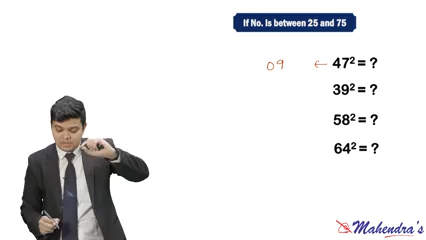 If No. is between 25 and 75
09 ← 47² = ?
39² = ?
58² = ?
64² = ?
Mahendra's